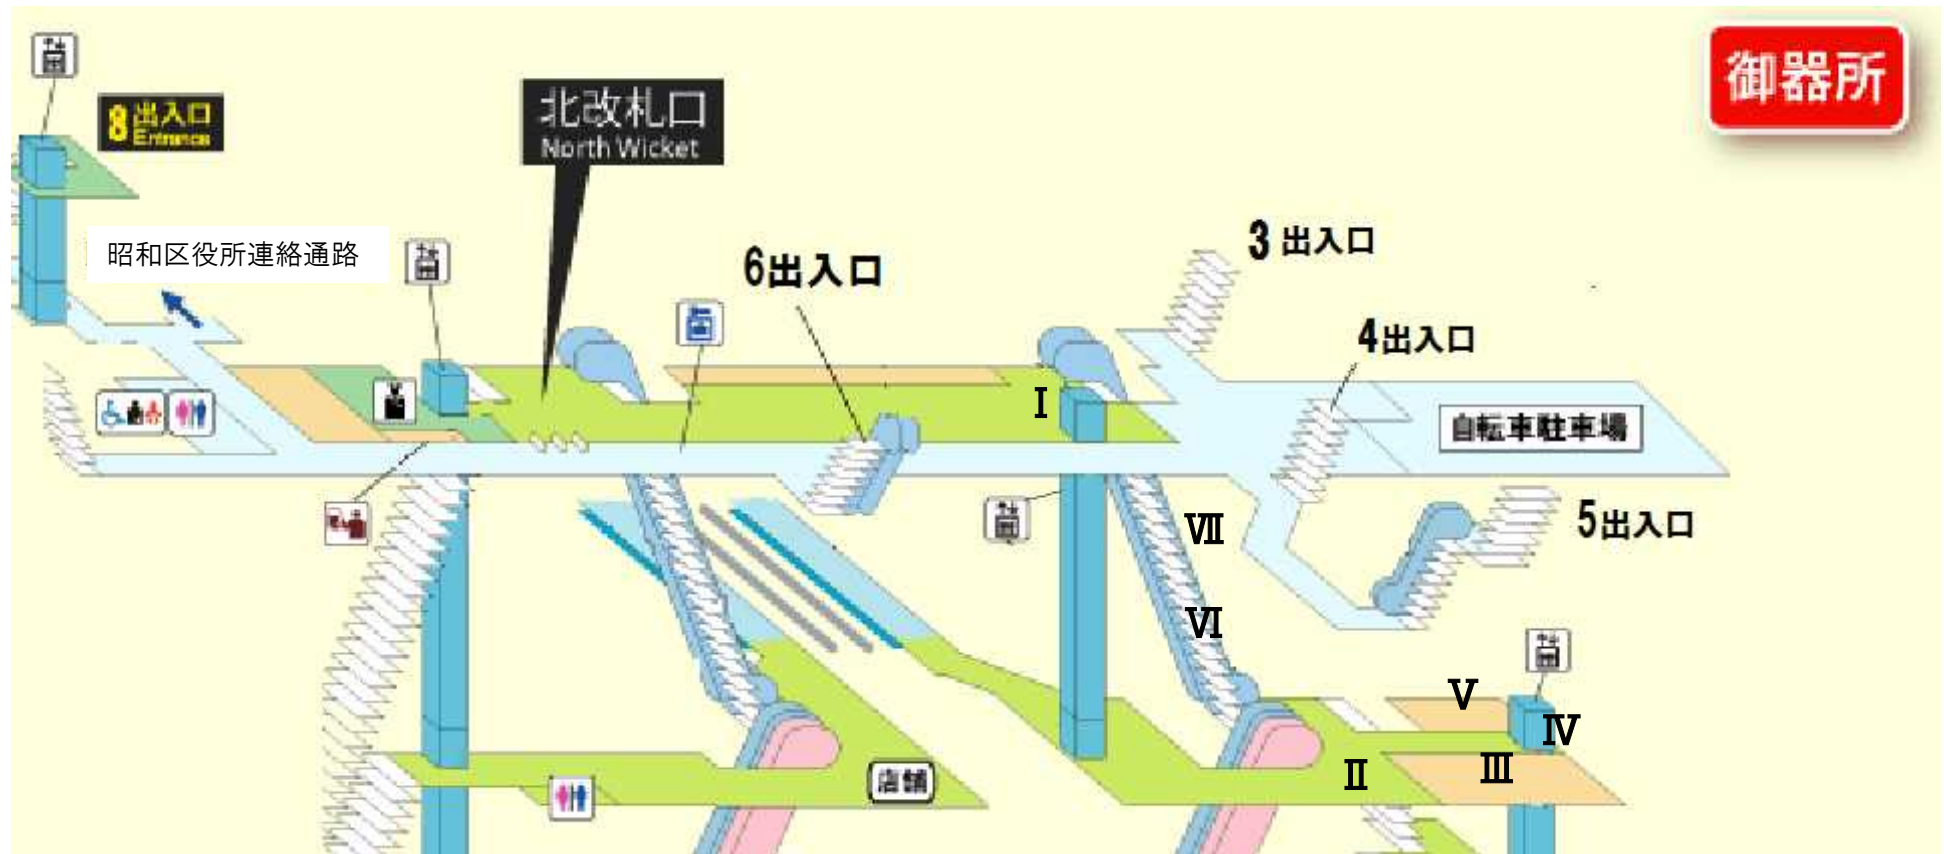 御器所
8 出入口
Entrance
北改札口
North Wicket
昭和区役所連絡通路
6出入口
3 出入口
4出入口
自転車駐車場
5出入口
Ⅰ
Ⅶ
Ⅵ
Ⅴ
Ⅳ
Ⅲ
Ⅱ
店舗